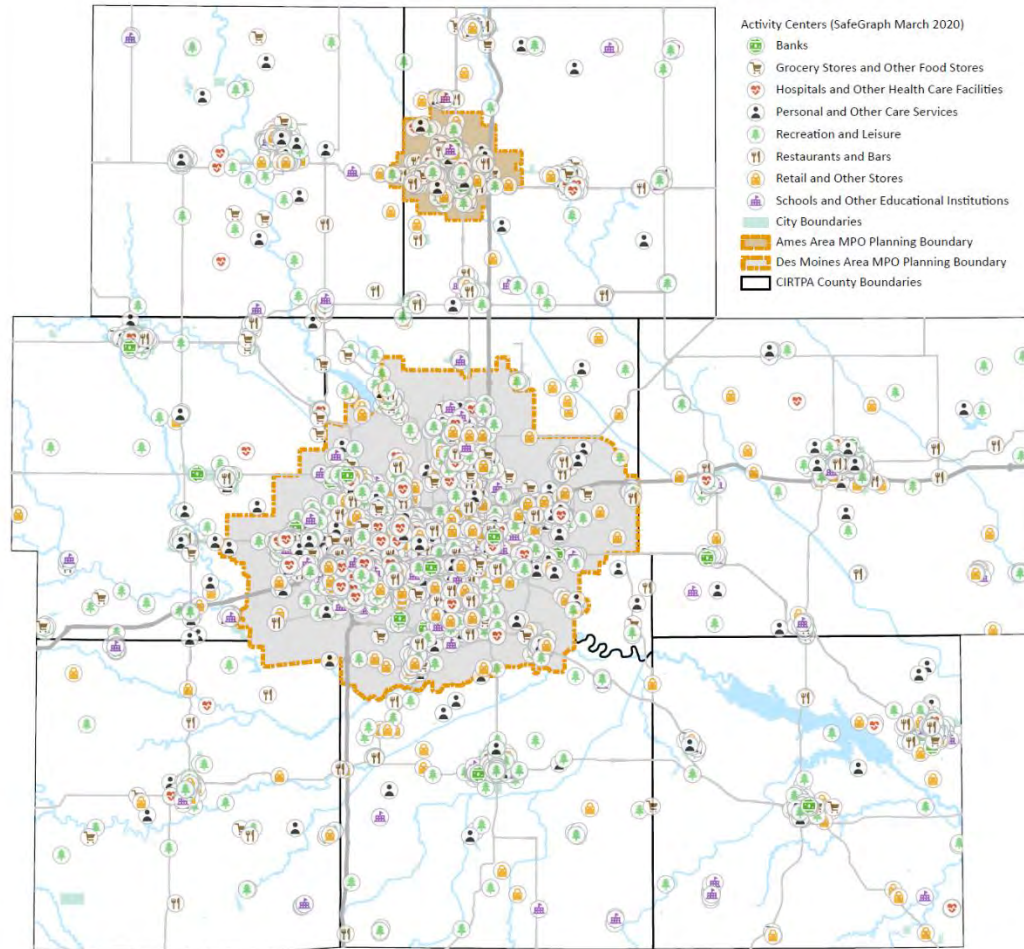 Activity Centers (SafeGraph March 2020)
Banks
Grocery Stores and Other Food Stores
Hospitals and Other Health Care Facilities
Personal and Other Care Services
Recreation and Leisure
Restaurants and Bars
Retail and Other Stores
Schools and Other Educational Institutions
City Boundaries
Ames Area MPO Planning Boundary
Des Moines Area MPO Planning Boundary
CIRTPA County Boundaries